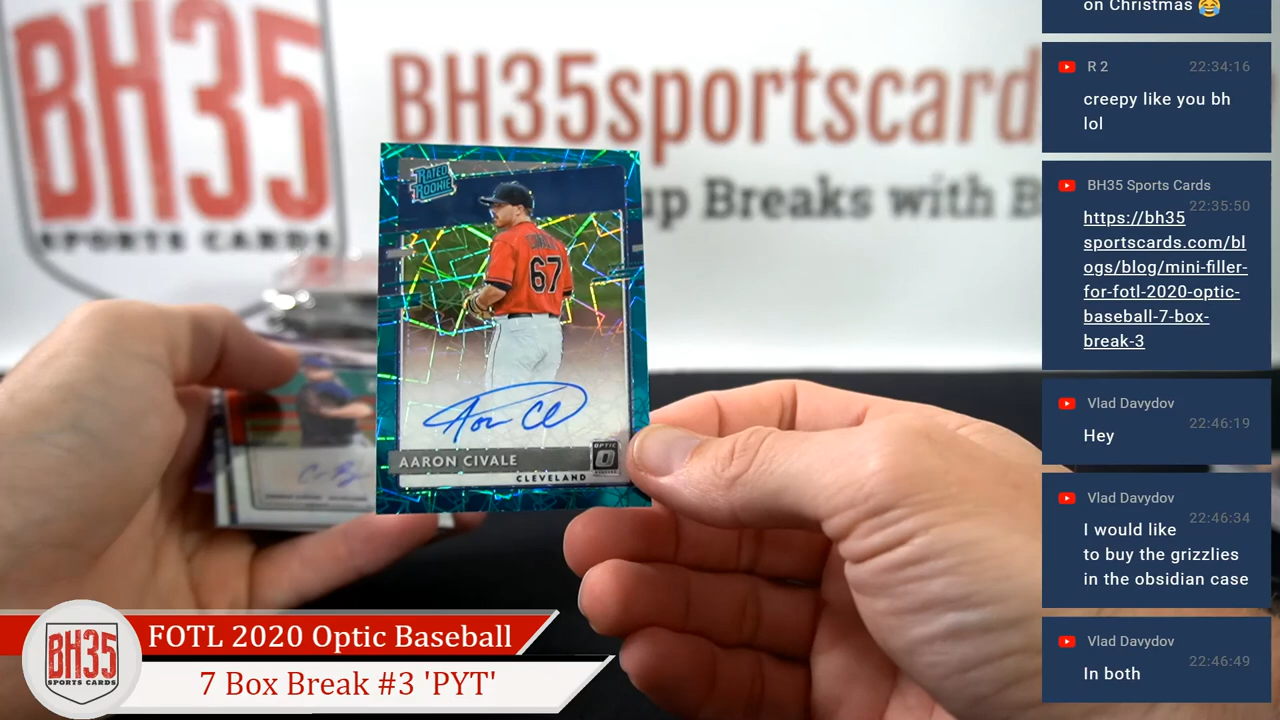 BH35
SPORTS CARDS
BH35sportscard
up Breaks with B
RATED
ROOKIE
67
AARON CIVALE
OPTIC
CLEVELAND
BH35
SPORTS CARDS
FOTL 2020 Optic Baseball
7 Box Break #3 'PYT'
on Christmas 😂
R 2 22:34:16
creepy like you bh
lol
BH35 Sports Cards
22:35:50
https://bh35
sportscards.com/bl
ogs/blog/mini-filler-
for-fotl-2020-optic-
baseball-7-box-
break-3
Vlad Davydov
22:46:19
Hey
Vlad Davydov
22:46:34
I would like
to buy the grizzlies
in the obsidian case
Vlad Davydov
22:46:49
In both